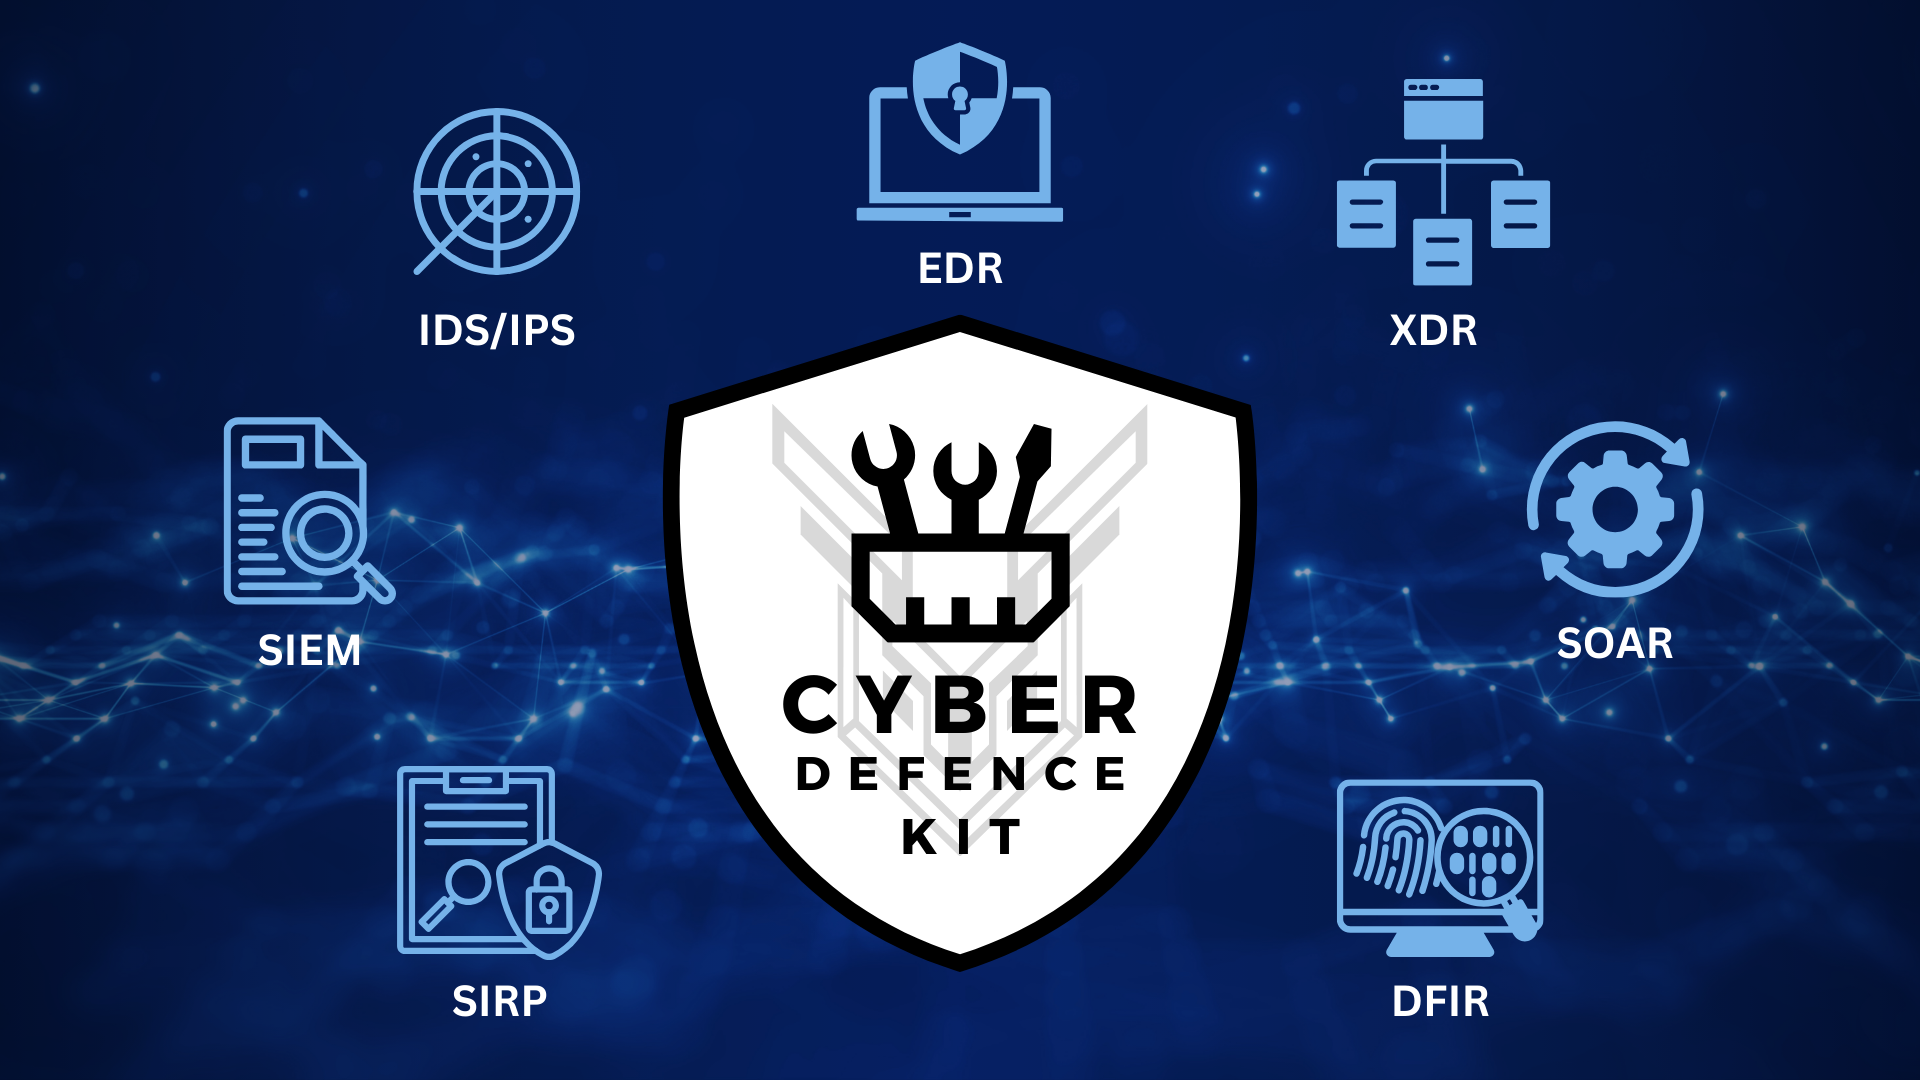 EDR
IDS/IPS
XDR
SIEM
SOAR
CYBER
DEFENCE
KIT
SIRP
DFIR